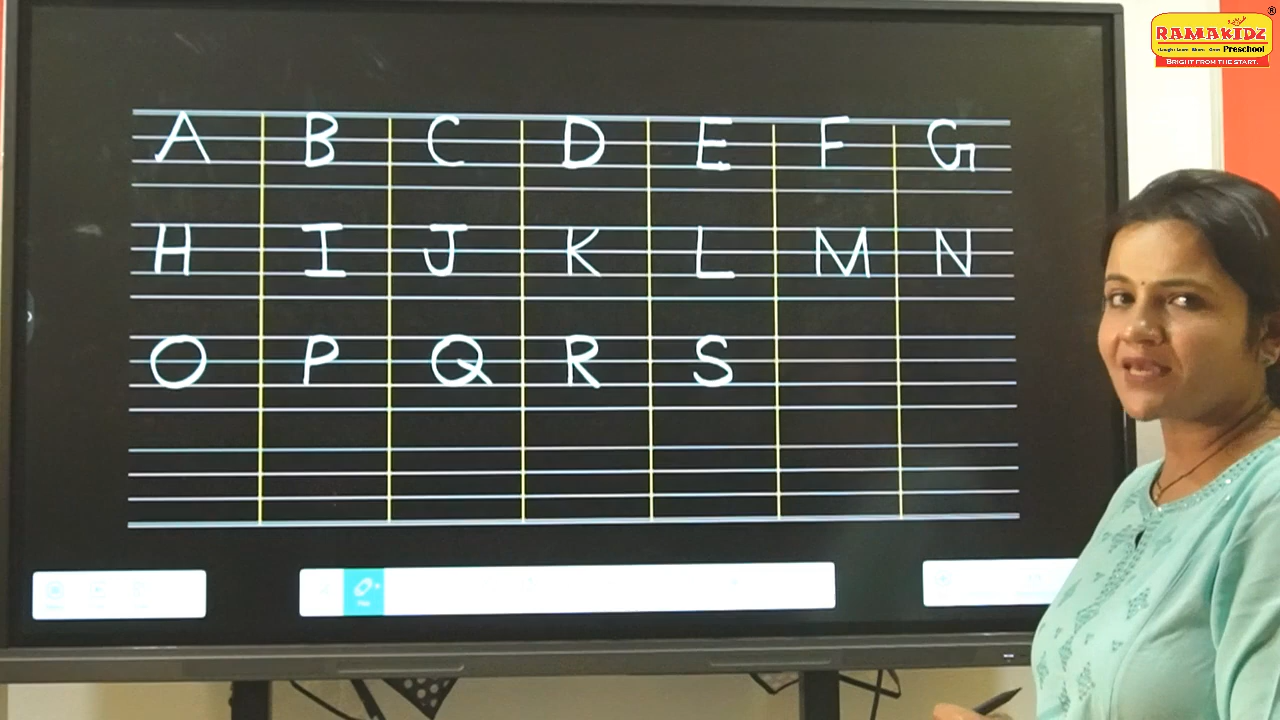 RAMAKIDZ
Preschool
BRIGHT FROM THE START.
A B C D E F G
H I J K L M N
O P Q R S